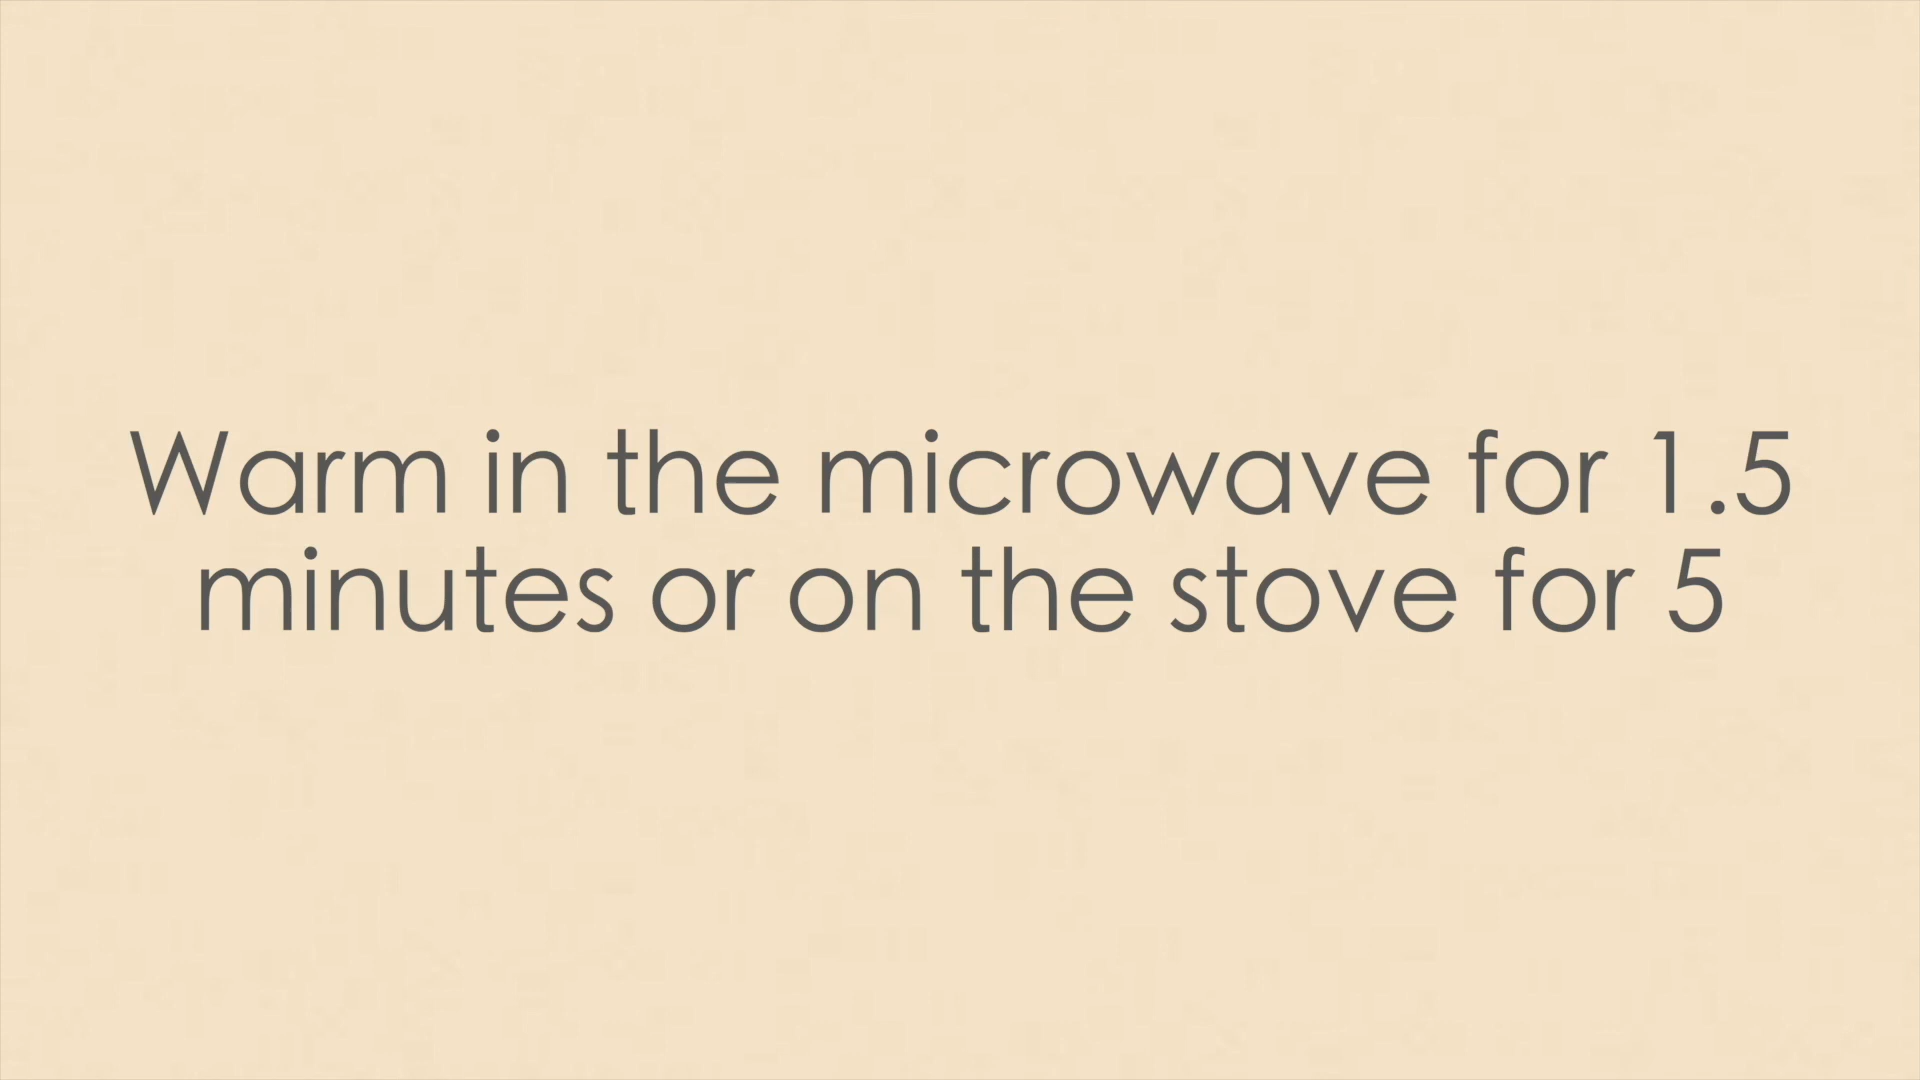 Warm in the microwave for 1.5
minutes or on the stove for 5